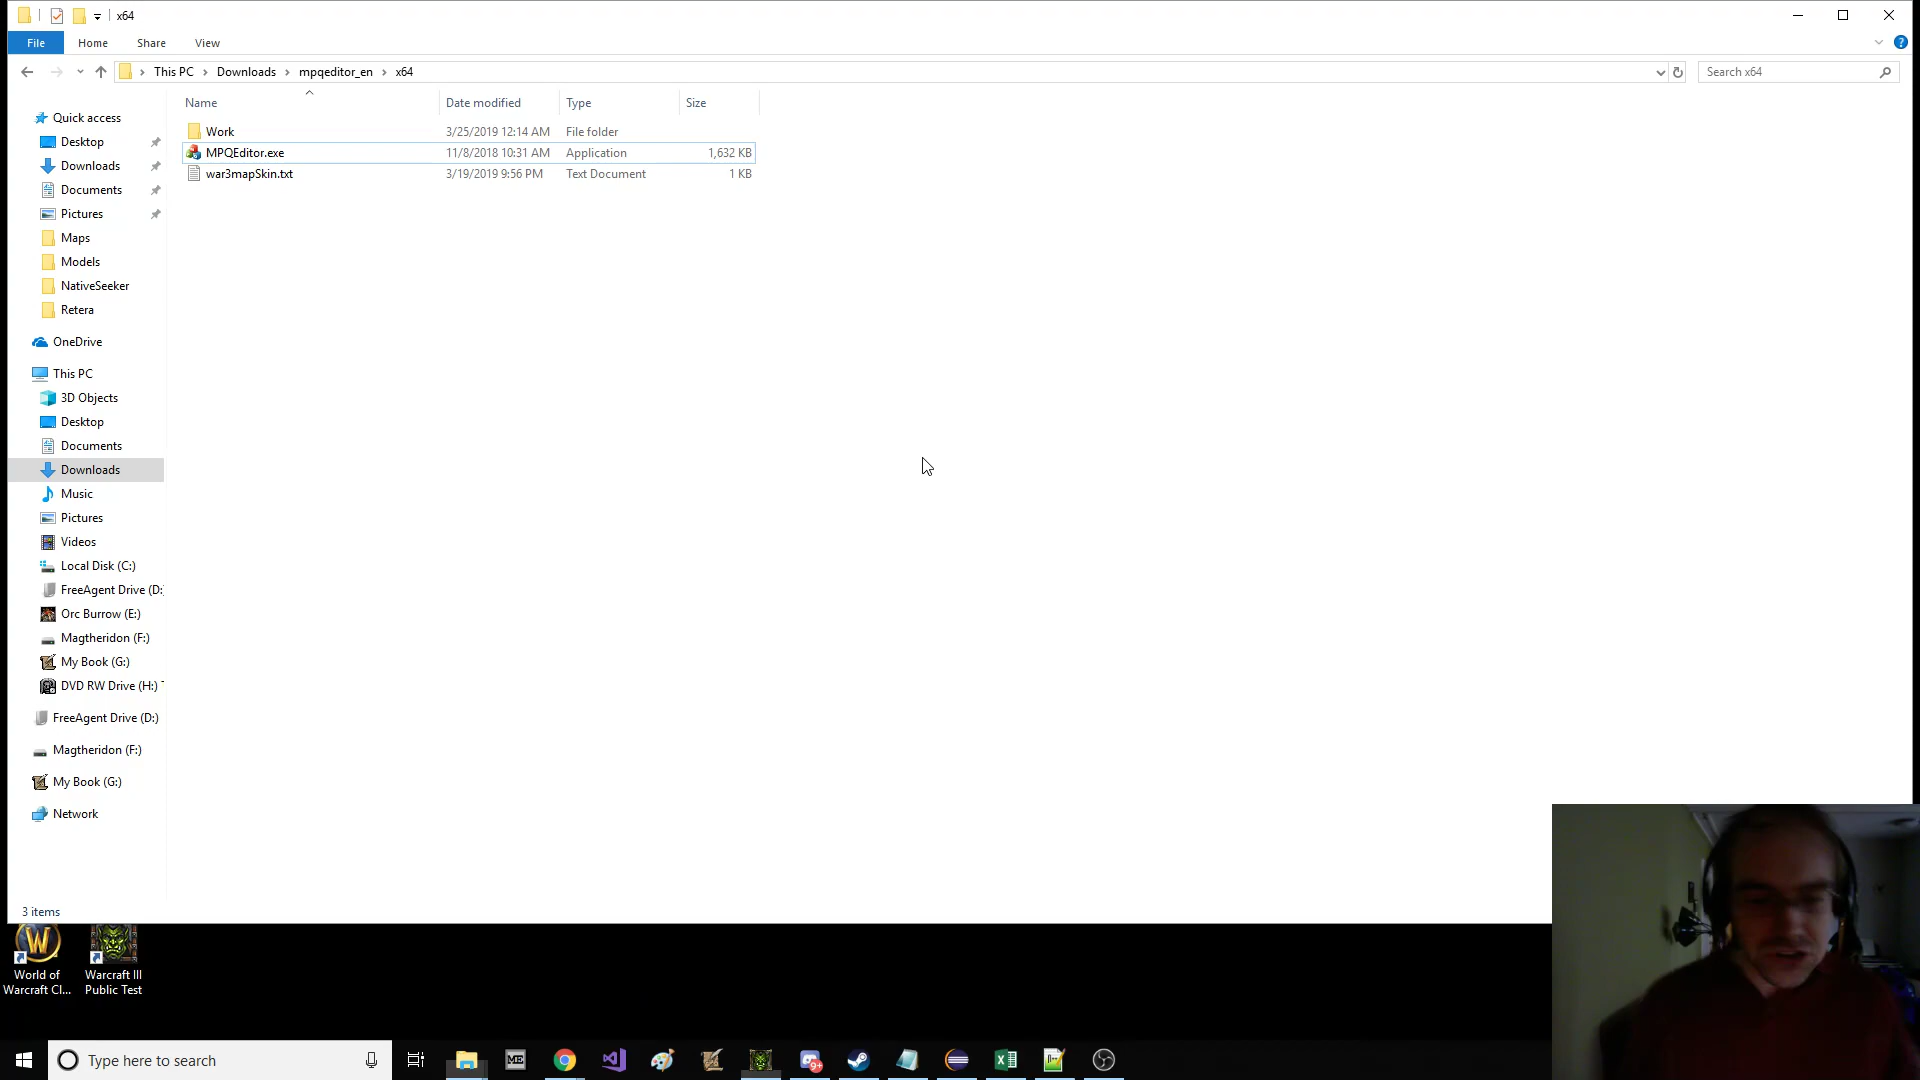 x64
File
Home
Share
View
This PC
Downloads
mpqeditor_en
x64
Search x64
Name
Date modified
Type
Size
Work
3/25/2019 12:14 AM
File folder
MPQEditor.exe
11/8/2018 10:31 AM
Application
1,632 KB
war3mapSkin.txt
3/19/2019 9:56 PM
Text Document
1 KB
Quick access
Desktop
Downloads
Documents
Pictures
Maps
Models
NativeSeeker
Retera
OneDrive
This PC
3D Objects
Desktop
Documents
Downloads
Music
Pictures
Videos
Local Disk (C:)
FreeAgent Drive (D:
Orc Burrow (E:)
Magtheridon (F:)
My Book (G:)
DVD RW Drive (H:)
FreeAgent Drive (D:)
Magtheridon (F:)
My Book (G:)
Network
3 items
World of
Warcraft Cl...
Warcraft III
Public Test
Type here to search
ME
9+